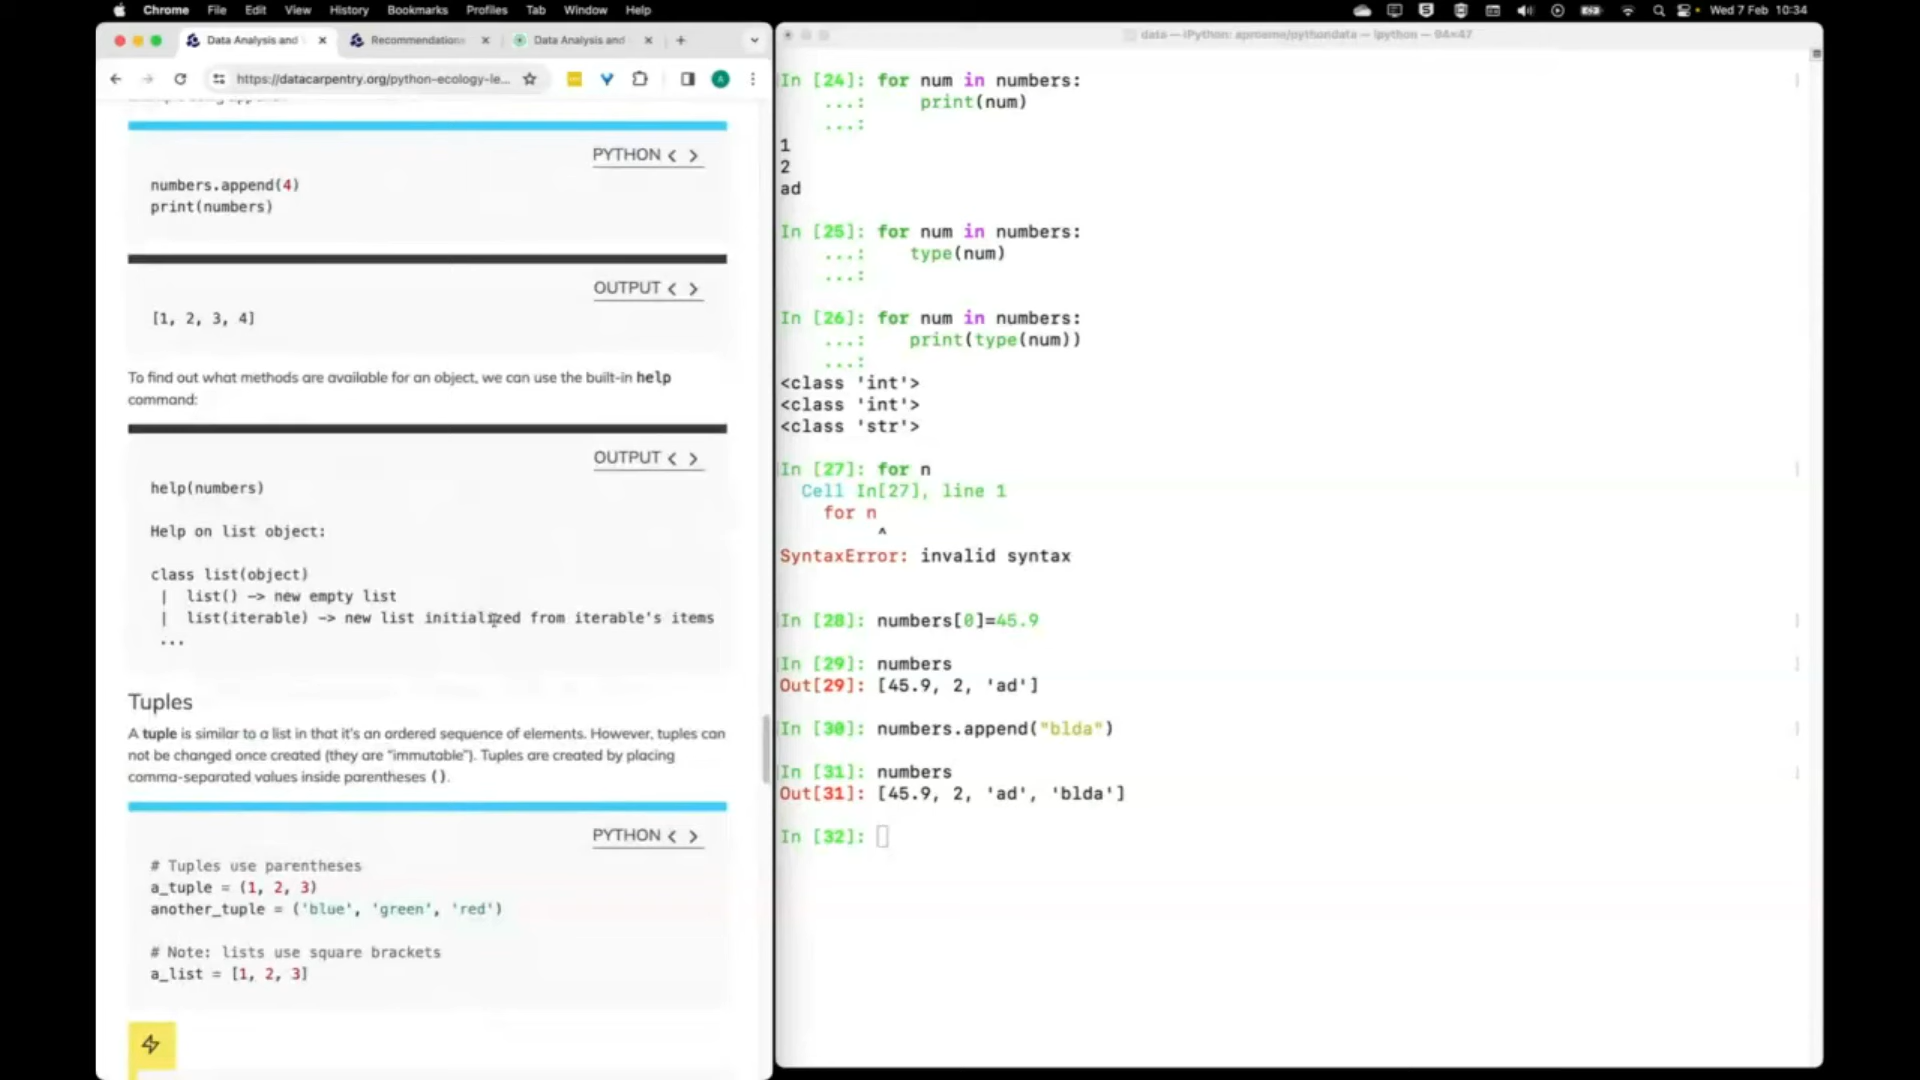 Chrome File Edit View History Bookmarks Profiles Tab Window Help
Wed 7 Feb 10:34
Data Analysis and
Recommendations
Data Analysis and
https://datacarpentry.org/python-ecology-le...
PYTHON < >
numbers.append(4)
print(numbers)
OUTPUT < >
[1, 2, 3, 4]
To find out what methods are available for an object, we can use the built-in help
command:
OUTPUT < >
help(numbers)
Help on list object:
class list(object)
| list() -> new empty list
| list(iterable) -> new list initialized from iterable's items
...
Tuples
A tuple is similar to a list in that it's an ordered sequence of elements. However, tuples can
not be changed once created (they are "immutable"). Tuples are created by placing
comma-separated values inside parentheses ().
PYTHON < >
# Tuples use parentheses
a_tuple = (1, 2, 3)
another_tuple = ('blue', 'green', 'red')
# Note: lists use square brackets
a_list = [1, 2, 3]
data — IPython: aproeme/pythondata — ipython — 94×47
In [24]: for num in numbers:
...: print(num)
...:
1
2
ad
In [25]: for num in numbers:
...: type(num)
...:
In [26]: for num in numbers:
...: print(type(num))
...:
<class 'int'>
<class 'int'>
<class 'str'>
In [27]: for n
Cell In[27], line 1
for n
^
SyntaxError: invalid syntax
In [28]: numbers[0]=45.9
In [29]: numbers
Out[29]: [45.9, 2, 'ad']
In [30]: numbers.append("blda")
In [31]: numbers
Out[31]: [45.9, 2, 'ad', 'blda']
In [32]: